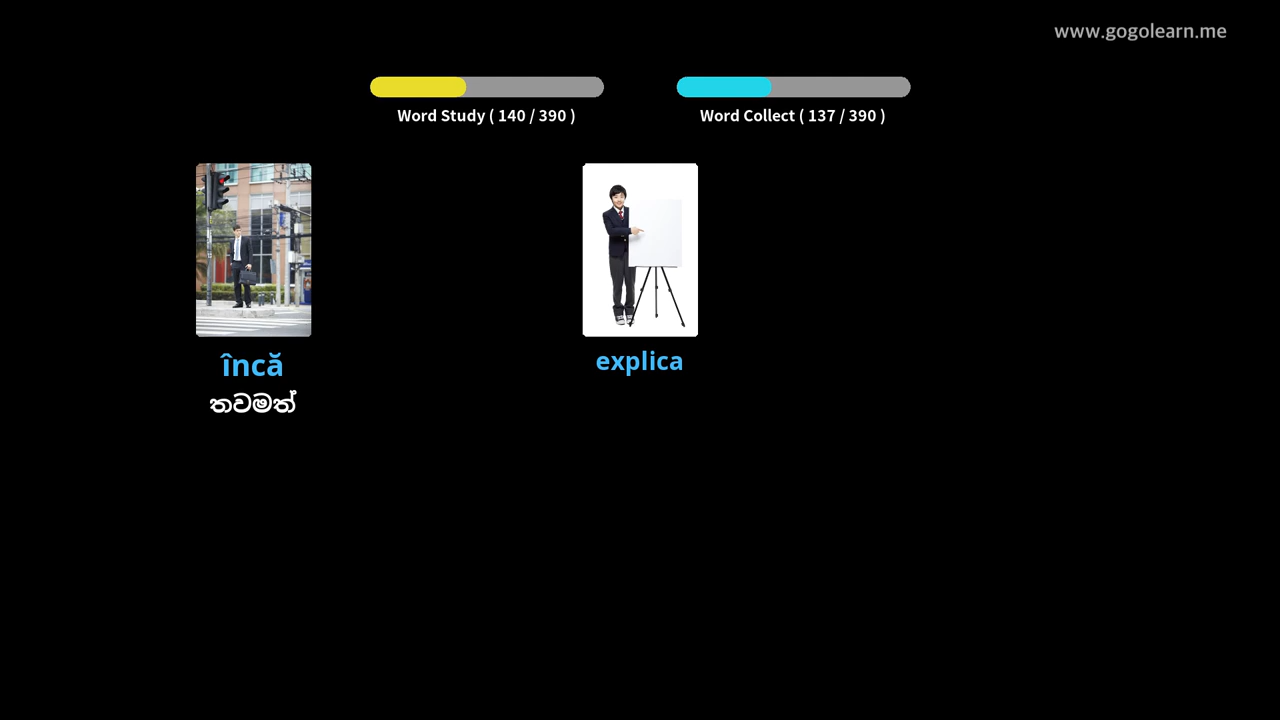 www.gogolearn.me
Word Study ( 140 / 390 )
Word Collect ( 137 / 390 )
încă
explica
තවමත්